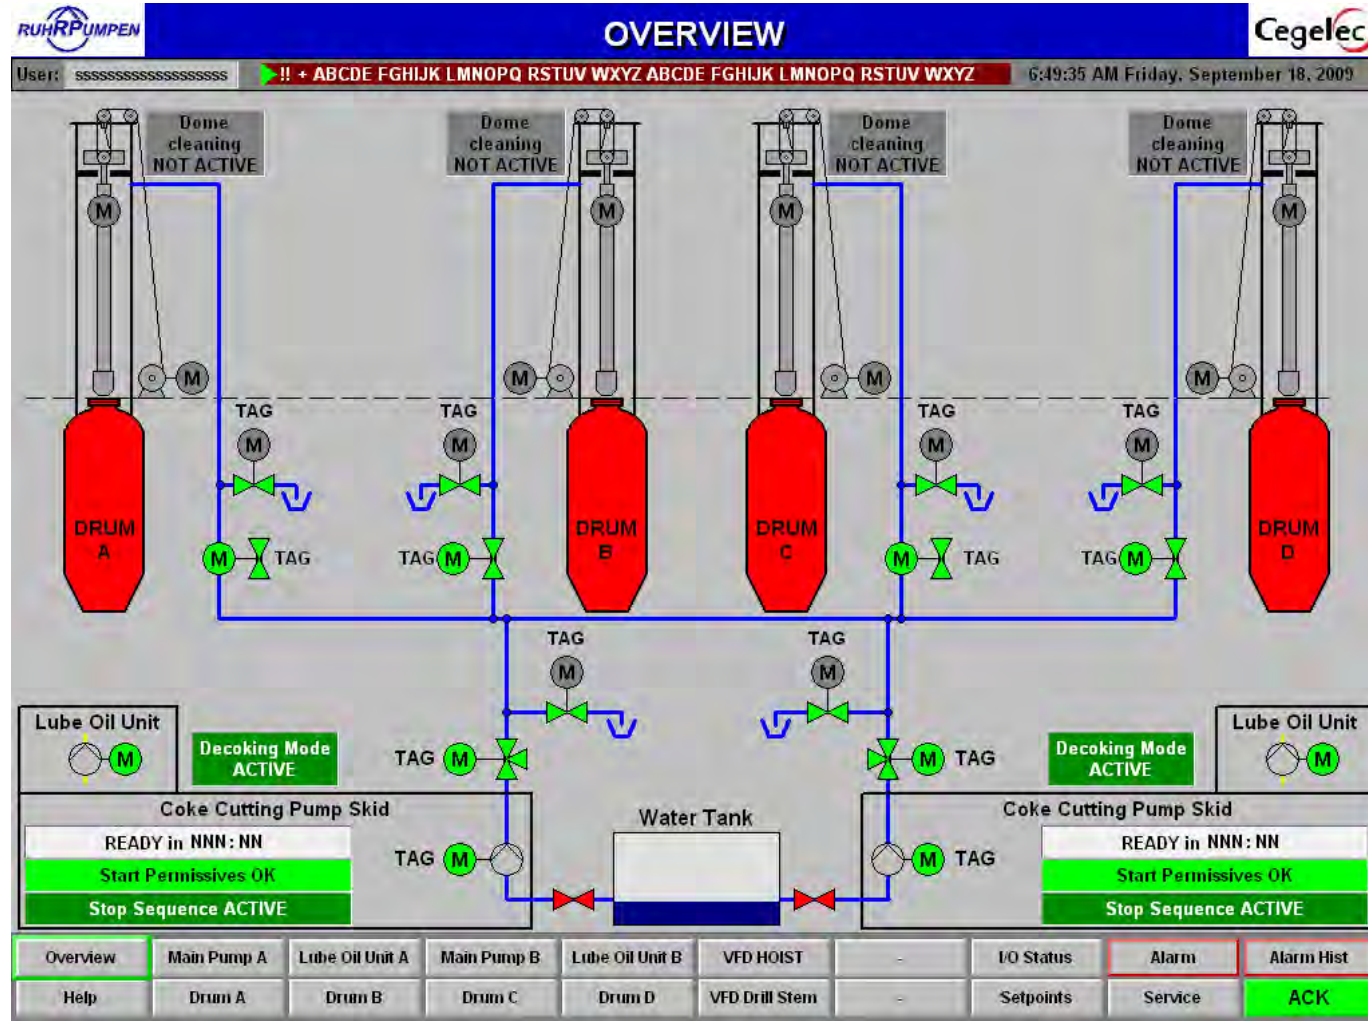 RUHRPUMPEN
OVERVIEW
Cegelec
User: ssssssssssssssssssss
!! + ABCDE FGHIJK LMNOPQ RSTUV WXYZ ABCDE FGHIJK LMNOPQ RSTUV WXYZ
6:49:35 AM Friday, September 18, 2009
Dome
cleaning
NOT ACTIVE
Dome
cleaning
NOT ACTIVE
Dome
cleaning
NOT ACTIVE
Dome
cleaning
NOT ACTIVE
M
M
M
M
M
M
M
M
TAG
TAG
TAG
TAG
M
M
M
M
DRUM
A
DRUM
B
DRUM
C
DRUM
D
M TAG
TAG M
M TAG
TAG M
TAG
TAG
M
M
Lube Oil Unit
M
Decoking Mode
ACTIVE
TAG M
M TAG
Decoking Mode
ACTIVE
Lube Oil Unit
M
Coke Cutting Pump Skid
READY in NNN:NN
Start Permissives OK
Stop Sequence ACTIVE
TAG M
Water Tank
M TAG
Coke Cutting Pump Skid
READY in NNN:NN
Start Permissives OK
Stop Sequence ACTIVE
Overview
Main Pump A
Lube Oil Unit A
Main Pump B
Lube Oil Unit B
VFD HOIST
-
I/O Status
Alarm
Alarm Hist
Help
Drum A
Drum B
Drum C
Drum D
VFD Drill Stem
-
Setpoints
Service
ACK